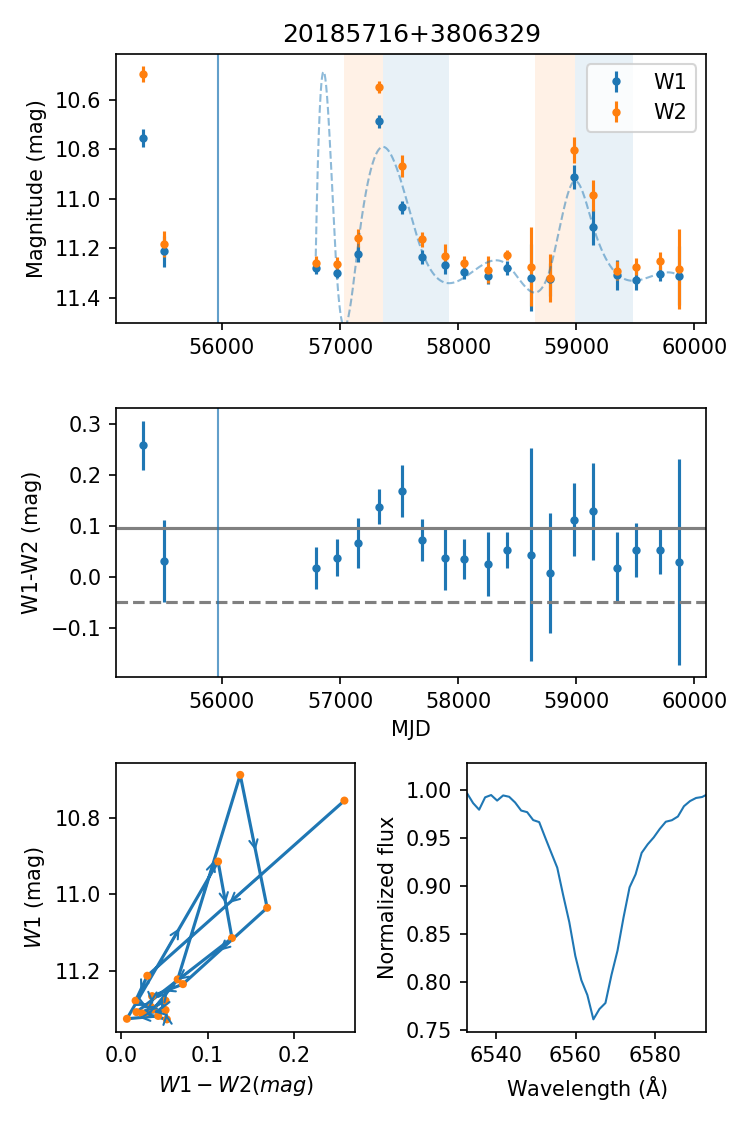 20185716+3806329
Magnitude (mag)
10.6
10.8
11.0
11.2
11.4
W1
W2
56000 57000 58000 59000 60000
W1-W2 (mag)
0.3
0.2
0.1
0.0
−0.1
56000 57000 58000 59000 60000
MJD
W1 (mag)
10.8
11.0
11.2
0.0 0.1 0.2
W1 − W2(mag)
Normalized flux
1.00
0.95
0.90
0.85
0.80
0.75
6540 6560 6580
Wavelength (Å)